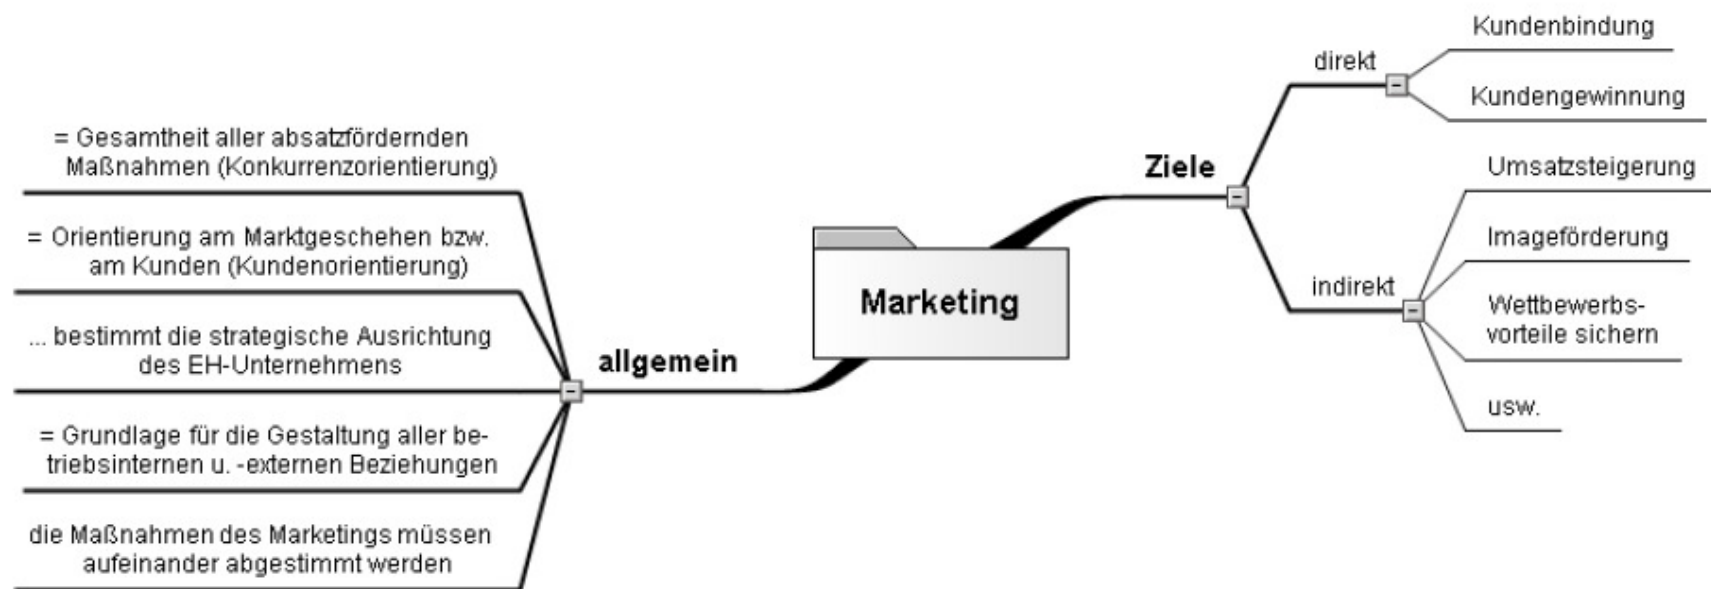 Marketing
allgemein
= Gesamtheit aller absatzfördernden
Maßnahmen (Konkurrenzorientierung)
= Orientierung am Marktgeschehen bzw.
am Kunden (Kundenorientierung)
... bestimmt die strategische Ausrichtung
des EH-Unternehmens
= Grundlage für die Gestaltung aller be-
triebsinternen u. -externen Beziehungen
die Maßnahmen des Marketings müssen
aufeinander abgestimmt werden
Ziele
direkt
Kundenbindung
Kundengewinnung
indirekt
Umsatzsteigerung
Imageförderung
Wettbewerbs-
vorteile sichern
usw.